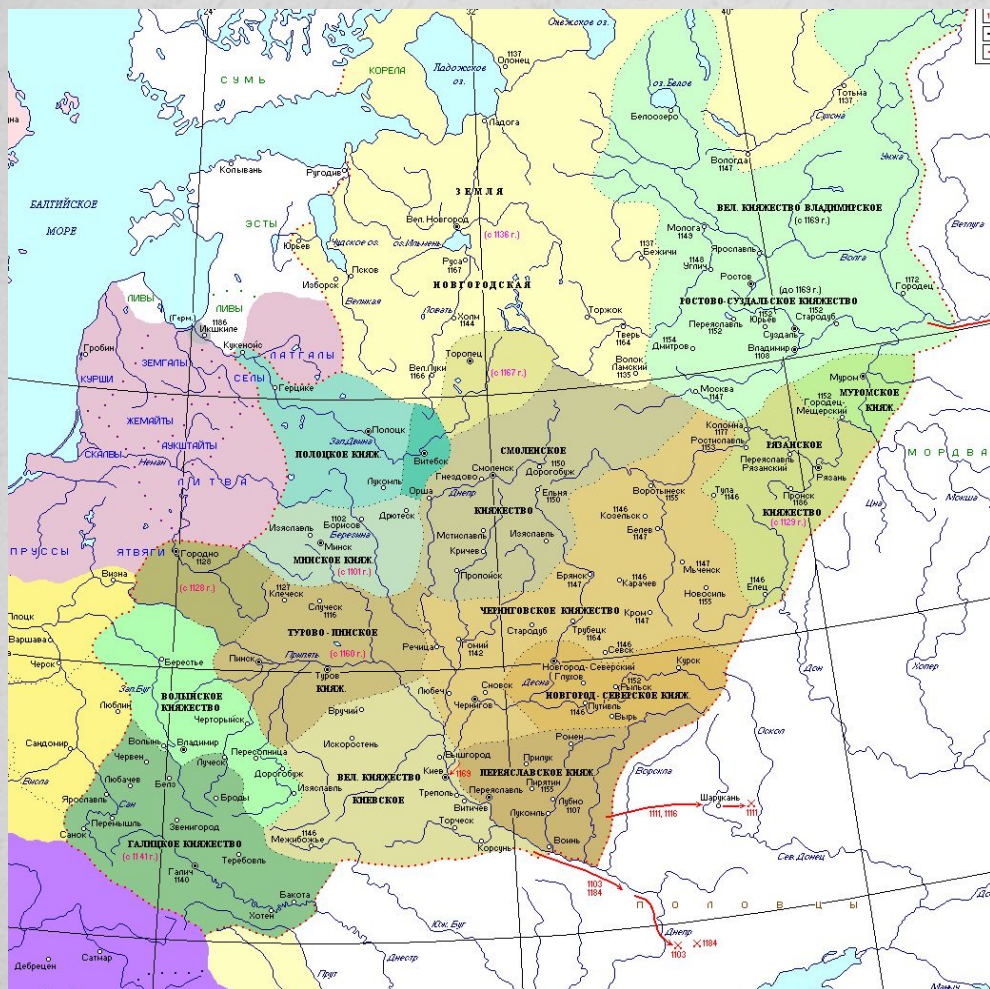 24°
32°
40°
Онежское оз.
1137
Олонец
Ладожское
оз.
КОРЕЛА
СУМЬ
оз.Белое
Тотьма
1137
Белоозеро
Сухона
Ладога
Вологда
1147
Унжа
Колывань
Ругодив
ЗЕМЛЯ
ВЕЛ. КНЯЖЕСТВО ВЛАДИМИРСКОЕ
(с 1169 г.)
БАЛТИЙСКОЕ
МОРЕ
ЭСТЫ
Вел. Новгород
(с 1136 г.)
Молога
1149
Ветлуга
Юрьев
Чудское оз.
оз.Ильмень
1137
Бежичи
Ярославль
Руса
1167
1148
Углич
Волга
Псков
Изборск
Ростов
(до 1169 г.)
1172
Городец
Великая
НОВГОРОДСКАЯ
РОСТОВО-СУЗДАЛЬСКОЕ КНЯЖЕСТВО
ЛИВЫ
ЛИВЫ
Ловать
Холм
1144
Торжок
1152
Юрьев
1152
Стародуб
(Герм.)
1186
Икшкиле
Переяславль
1152
Суздаль
Тверь
1164
1154
Дмитров
Владимир
1108
Кукенойс
ЛАТГАЛЫ
Гробин
ЗЕМГАЛЫ
Торопец
(с 1167 г.)
Волок
Ламский
1135
КУРШИ
СЕЛЫ
Вел.Луки
1166
Муром
Герцике
Москва
1147
МУРОМСКОЕ
КНЯЖ.
1152
Городец-
Мещерский
ЖЕМАЙТЫ
Полоцк
Коломна
1177
Ростиславль
1153
АУКШТАЙТЫ
Зап.Двина
РЯЗАНСКОЕ
СКАЛВЫ
Неман
ПОЛОЦКОЕ КНЯЖ.
Витебск
СМОЛЕНСКОЕ
МОРДВА
Смоленск
1150
Дорогобуж
Переяславль
Рязанский
Гнездово
Рязань
ЛИТВА
Лукомль
Орша
Днепр
Ельня
1150
Воротынеск
1155
Тула
1146
Пронск
1186
Мокша
Цна
1102
Борисов
Дрютеск
КНЯЖЕСТВО
1146
Козельск
КНЯЖЕСТВО
(с 1129 г.)
Изяславль
Березина
Мстиславль
Изяславль
Белев
1147
Минск
ПРУССЫ
ЯТВЯГИ
Городно
1128
МИНСКОЕ КНЯЖ.
(с 1101 г.)
Кричев
Пропойск
Брянск
1147
1146
Карачев
Мьченск
1146
Елец
Визна
(с 1128 г.)
1127
Клеческ
Новосиль
1155
Плоцк
Случеск
1116
ЧЕРНИГОВСКОЕ КНЯЖЕСТВО
Кром
1147
Варшава
ТУРОВО-ПИНСКОЕ
Стародуб
Трубецк
1164
Гомий
1142
1146
Севск
Черск
Берестье
Пинск
Припять
(с 1160 г.)
Речица
Новгород-Северский
Курск
Дон
Хопер
Туров
КНЯЖ.
Десна
Глухов
1152
Рыльск
Зап.Буг
ВОЛЫНСКОЕ
КНЯЖЕСТВО
Любеч
Сновск
НОВГОРОД-СЕВЕРСКОЕ КНЯЖ.
Люблин
Вручий
Чернигов
1146
Путивль
Вырь
Черторыйск
Оскол
Сандомир
Волынь
Владимир
Искоростень
Ромен
Червен
Пересопница
Вышгород
Прилук
Висла
Луческ
ВЕЛ. КНЯЖЕСТВО
Киев
1169
ПЕРЕЯСЛАВСКОЕ КНЯЖ.
Ворскла
Любачев
Белз
Дорогобуж
КИЕВСКОЕ
Пирятин
1155
Изяславль
Треполь
Переяславль
Шарукань
Ярославль
Сан
Броды
Витичев
Лубно
1107
1111, 1116
1111
Перемышль
Звенигород
Торческ
Лукомль
Санок
1146
Межибожье
ГАЛИЦКОЕ КНЯЖЕСТВО
(с 1141 г.)
Корсунь
Воинь
Теребовль
Сев.Донец
Галич
1140
1103
1184
Бакота
ПОЛОВЦЫ
Хотен
Юж. Буг
Днестр
Днепр
1184
1103
Сатмар
Дебрецен
Прут